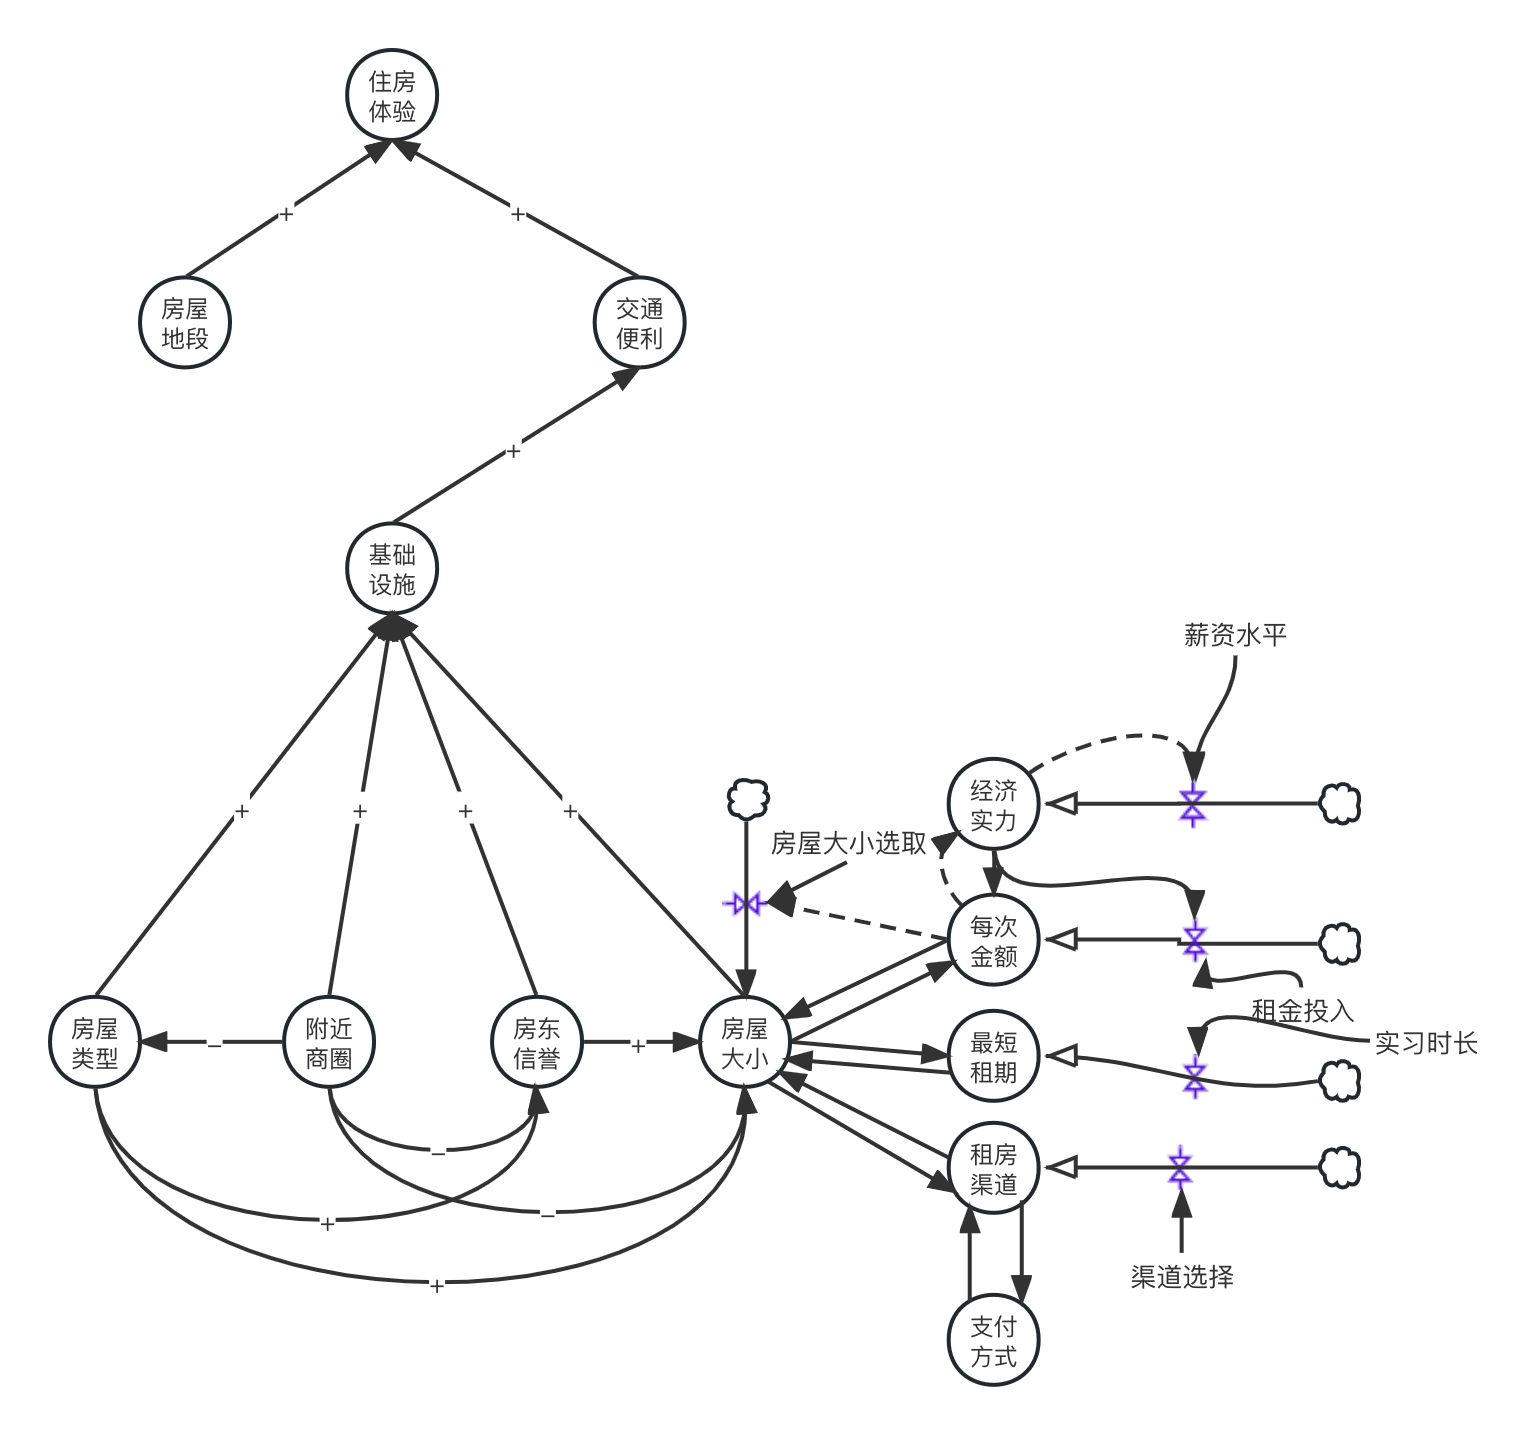 住房
体验
+
+
房屋
地段
交通
便利
+
基础
设施
薪资水平
+
+
+
+
房屋大小选取
经济
实力
每次
金额
租金投入
房屋
类型
–
附近
商圈
房东
信誉
+
房屋
大小
最短
租期
实习时长
–
租房
渠道
+
–
+
渠道选择
支付
方式